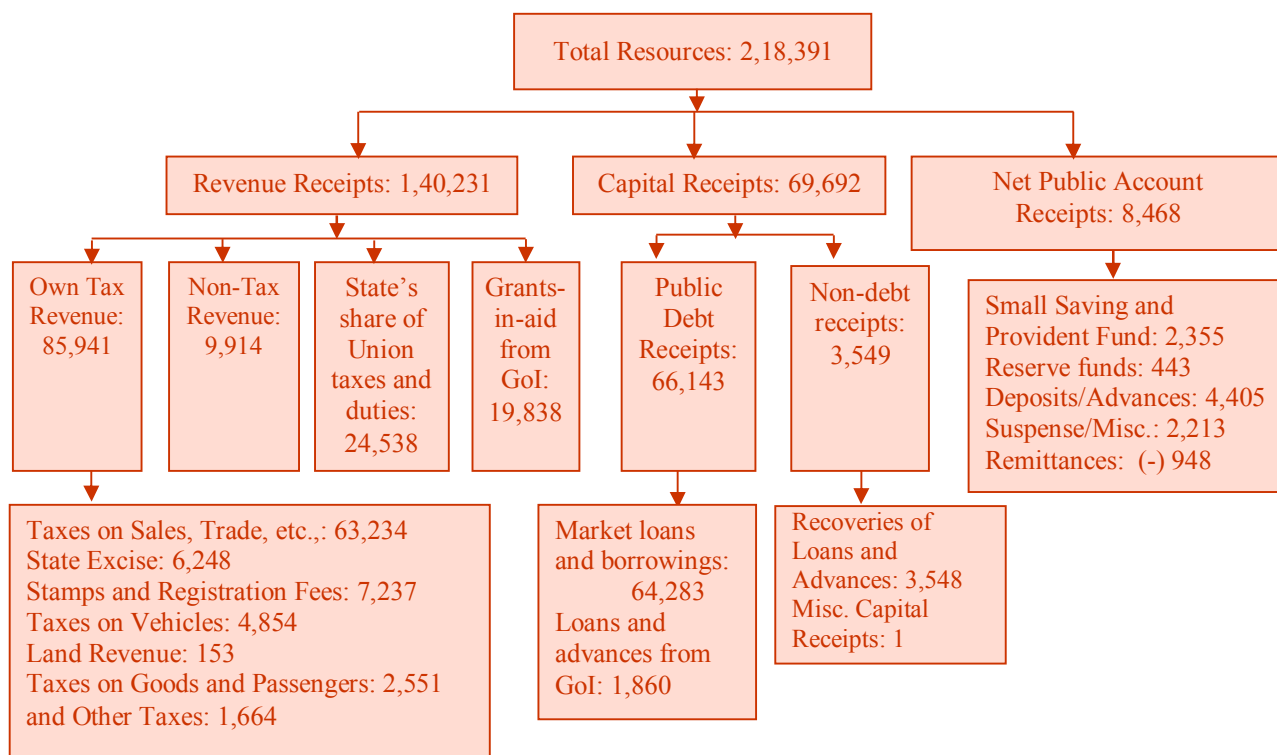 Total Resources: 2,18,391
Revenue Receipts: 1,40,231
Capital Receipts: 69,692
Net Public Account
Receipts: 8,468
Own Tax
Revenue:
85,941
Non-Tax
Revenue:
9,914
State’s
share of
Union
taxes and
duties:
24,538
Grants-
in-aid
from
GoI:
19,838
Public
Debt
Receipts:
66,143
Non-debt
receipts:
3,549
Small Saving and
Provident Fund: 2,355
Reserve funds: 443
Deposits/Advances: 4,405
Suspense/Misc.: 2,213
Remittances: (-) 948
Taxes on Sales, Trade, etc.,: 63,234
State Excise: 6,248
Stamps and Registration Fees: 7,237
Taxes on Vehicles: 4,854
Land Revenue: 153
Taxes on Goods and Passengers: 2,551
and Other Taxes: 1,664
Market loans
and borrowings:
64,283
Loans and
advances from
GoI: 1,860
Recoveries of
Loans and
Advances: 3,548
Misc. Capital
Receipts: 1